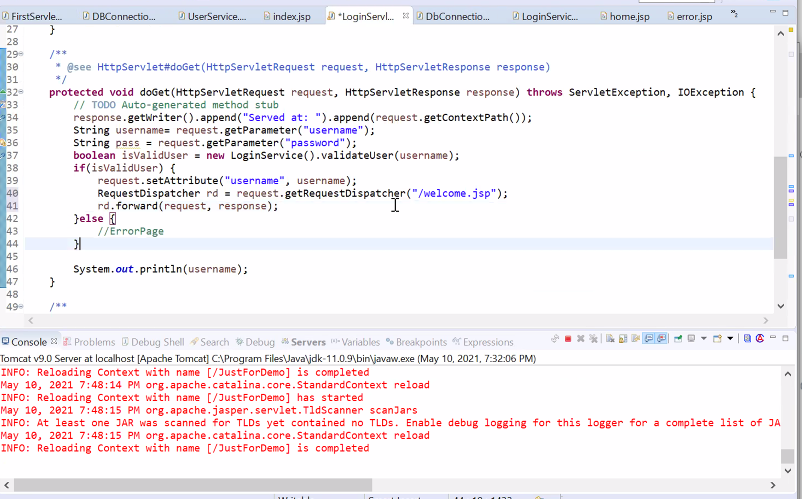 FirstServle... DBConnectio... UserService.... index.jsp *LoginServl... DBConnectio... LoginServic... home.jsp error.jsp
27 }
28
29 /**
30 * @see HttpServlet#doGet(HttpServletRequest request, HttpServletResponse response)
31 */
32 protected void doGet(HttpServletRequest request, HttpServletResponse response) throws ServletException, IOException {
33 // TODO Auto-generated method stub
34 response.getWriter().append("Served at: ").append(request.getContextPath());
35 String username= request.getParameter("username");
36 String pass = request.getParameter("password");
37 boolean isValidUser = new LoginService().validateUser(username);
38 if(isValidUser) {
39 request.setAttribute("username", username);
40 RequestDispatcher rd = request.getRequestDispatcher("/welcome.jsp");
41 rd.forward(request, response);
42 }else {
43 //ErrorPage
44 }
45
46 System.out.println(username);
47 }
48
49 /**
Console Problems Debug Shell Search Debug Servers Variables Breakpoints Expressions
Tomcat v9.0 Server at localhost [Apache Tomcat] C:\Program Files\Java\jdk-11.0.9\bin\javaw.exe (May 10, 2021, 7:32:06 PM)
INFO: Reloading Context with name [/JustForDemo] is completed
May 10, 2021 7:48:14 PM org.apache.catalina.core.StandardContext reload
INFO: Reloading Context with name [/JustForDemo] has started
May 10, 2021 7:48:15 PM org.apache.jasper.servlet.TldScanner scanJars
INFO: At least one JAR was scanned for TLDs yet contained no TLDs. Enable debug logging for this logger for a complete list of JA
May 10, 2021 7:48:15 PM org.apache.catalina.core.StandardContext reload
INFO: Reloading Context with name [/JustForDemo] is completed